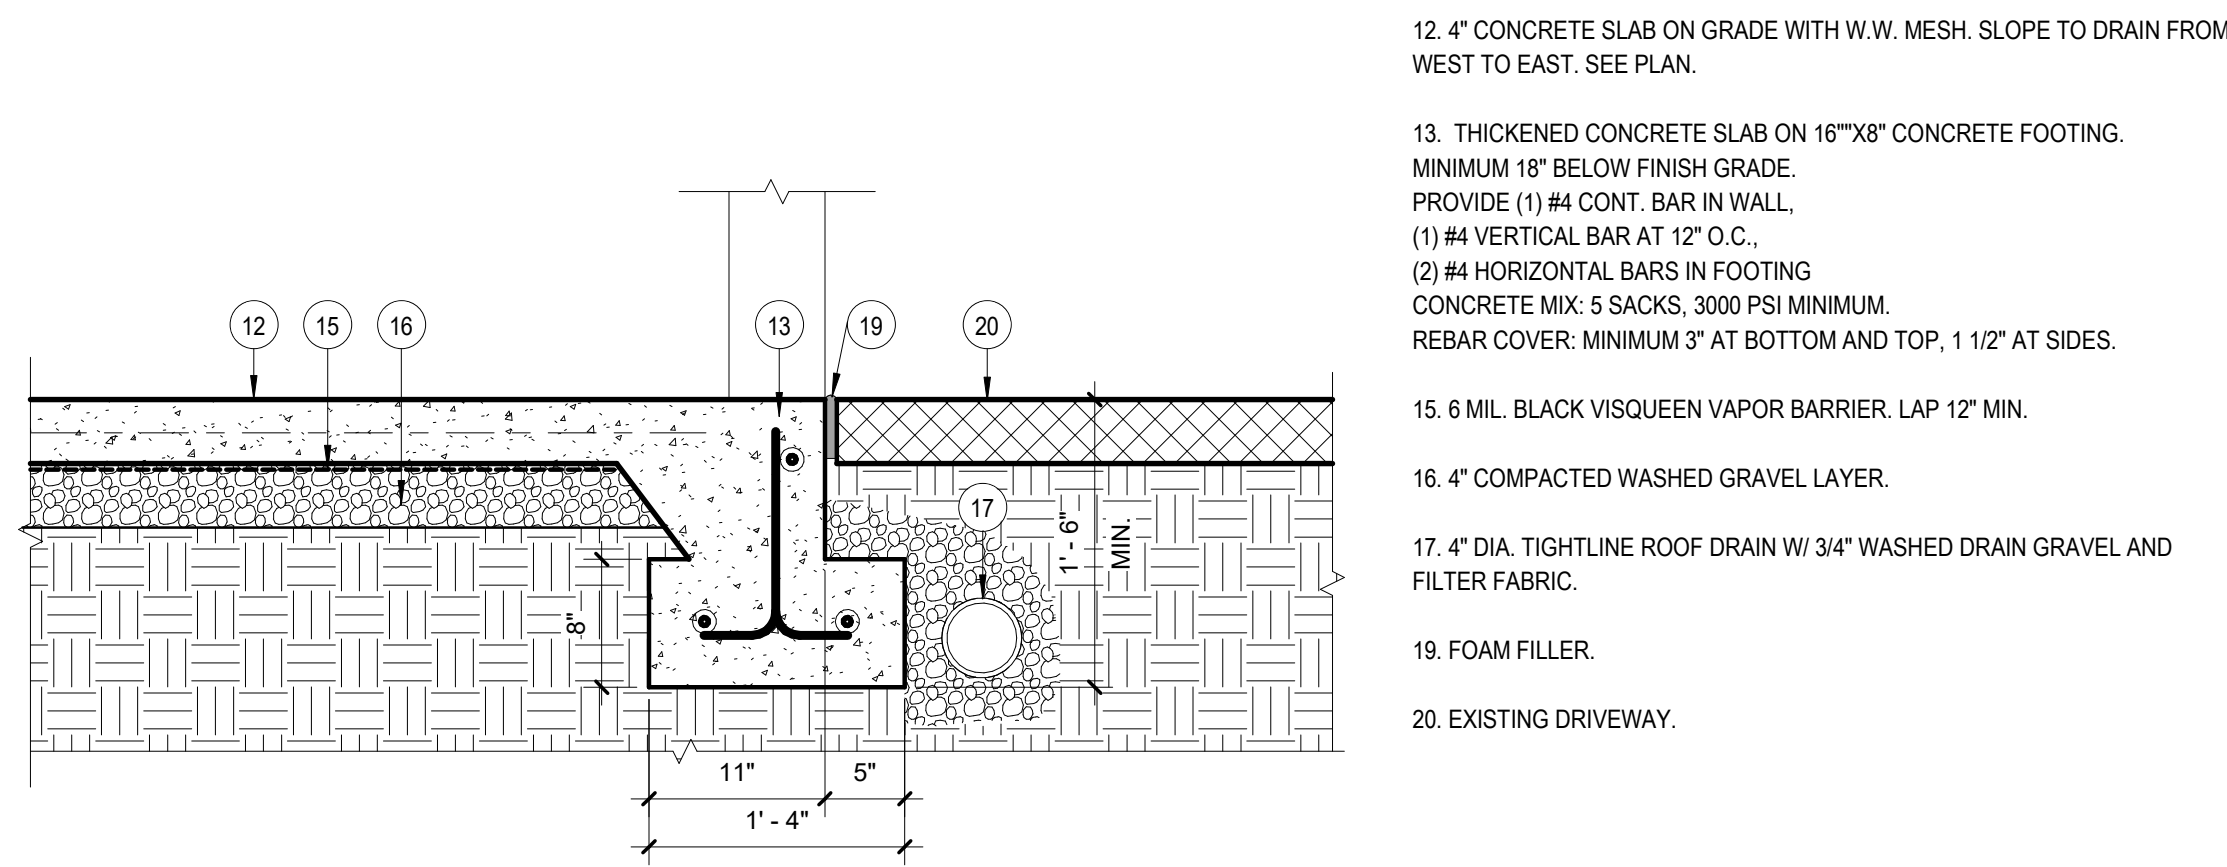 12. 4" CONCRETE SLAB ON GRADE WITH W.W. MESH. SLOPE TO DRAIN FROM
WEST TO EAST. SEE PLAN.
13. THICKENED CONCRETE SLAB ON 16""X8" CONCRETE FOOTING.
MINIMUM 18" BELOW FINISH GRADE.
PROVIDE (1) #4 CONT. BAR IN WALL,
(1) #4 VERTICAL BAR AT 12" O.C.,
(2) #4 HORIZONTAL BARS IN FOOTING
CONCRETE MIX: 5 SACKS, 3000 PSI MINIMUM.
REBAR COVER: MINIMUM 3" AT BOTTOM AND TOP, 1 1/2" AT SIDES.
15. 6 MIL. BLACK VISQUEEN VAPOR BARRIER. LAP 12" MIN.
16. 4" COMPACTED WASHED GRAVEL LAYER.
17. 4" DIA. TIGHTLINE ROOF DRAIN W/ 3/4" WASHED DRAIN GRAVEL AND
FILTER FABRIC.
19. FOAM FILLER.
20. EXISTING DRIVEWAY.
12
15
16
13
19
20
17
1' - 6"
MIN.
8"
11"
5"
1' - 4"